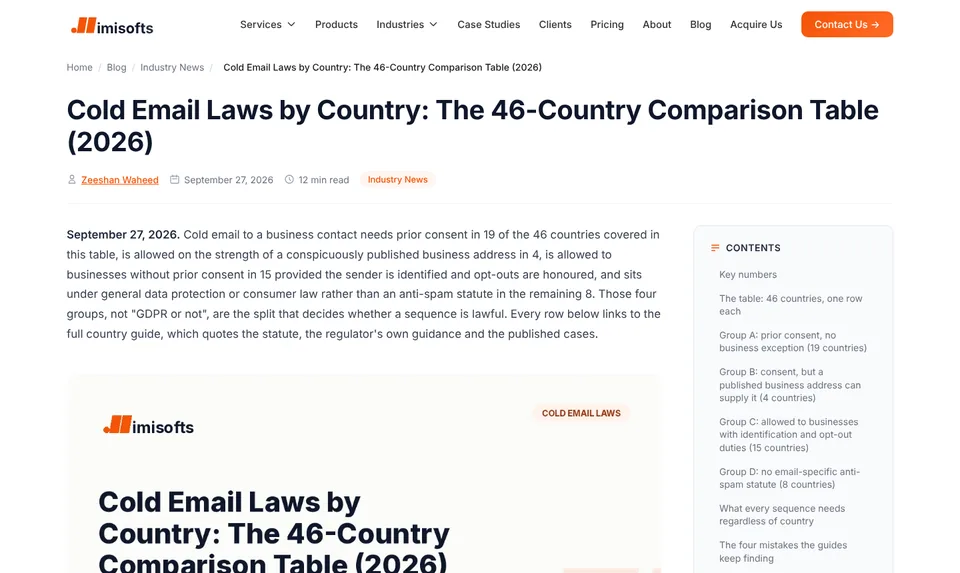 imisofts
Services Products Industries Case Studies Clients Pricing About Blog Acquire Us Contact Us →
Home / Blog / Industry News / Cold Email Laws by Country: The 46-Country Comparison Table (2026)
Cold Email Laws by Country: The 46-Country Comparison Table
(2026)
Zeeshan Waheed September 27, 2026 12 min read Industry News
September 27, 2026. Cold email to a business contact needs prior consent in 19 of the 46 countries covered in
this table, is allowed on the strength of a conspicuously published business address in 4, is allowed to
businesses without prior consent in 15 provided the sender is identified and opt-outs are honoured, and sits
under general data protection or consumer law rather than an anti-spam statute in the remaining 8. Those four
groups, not "GDPR or not", are the split that decides whether a sequence is lawful. Every row below links to the
full country guide, which quotes the statute, the regulator's own guidance and the published cases.
imisofts
COLD EMAIL LAWS
Cold Email Laws by
Country: The 46-Country
Comparison Table (2026)
CONTENTS
Key numbers
The table: 46 countries, one row
each
Group A: prior consent, no
business exception (19 countries)
Group B: consent, but a
published business address can
supply it (4 countries)
Group C: allowed to businesses
with identification and opt-out
duties (15 countries)
Group D: no email-specific anti-
spam statute (8 countries)
What every sequence needs
regardless of country
The four mistakes the guides
keep finding